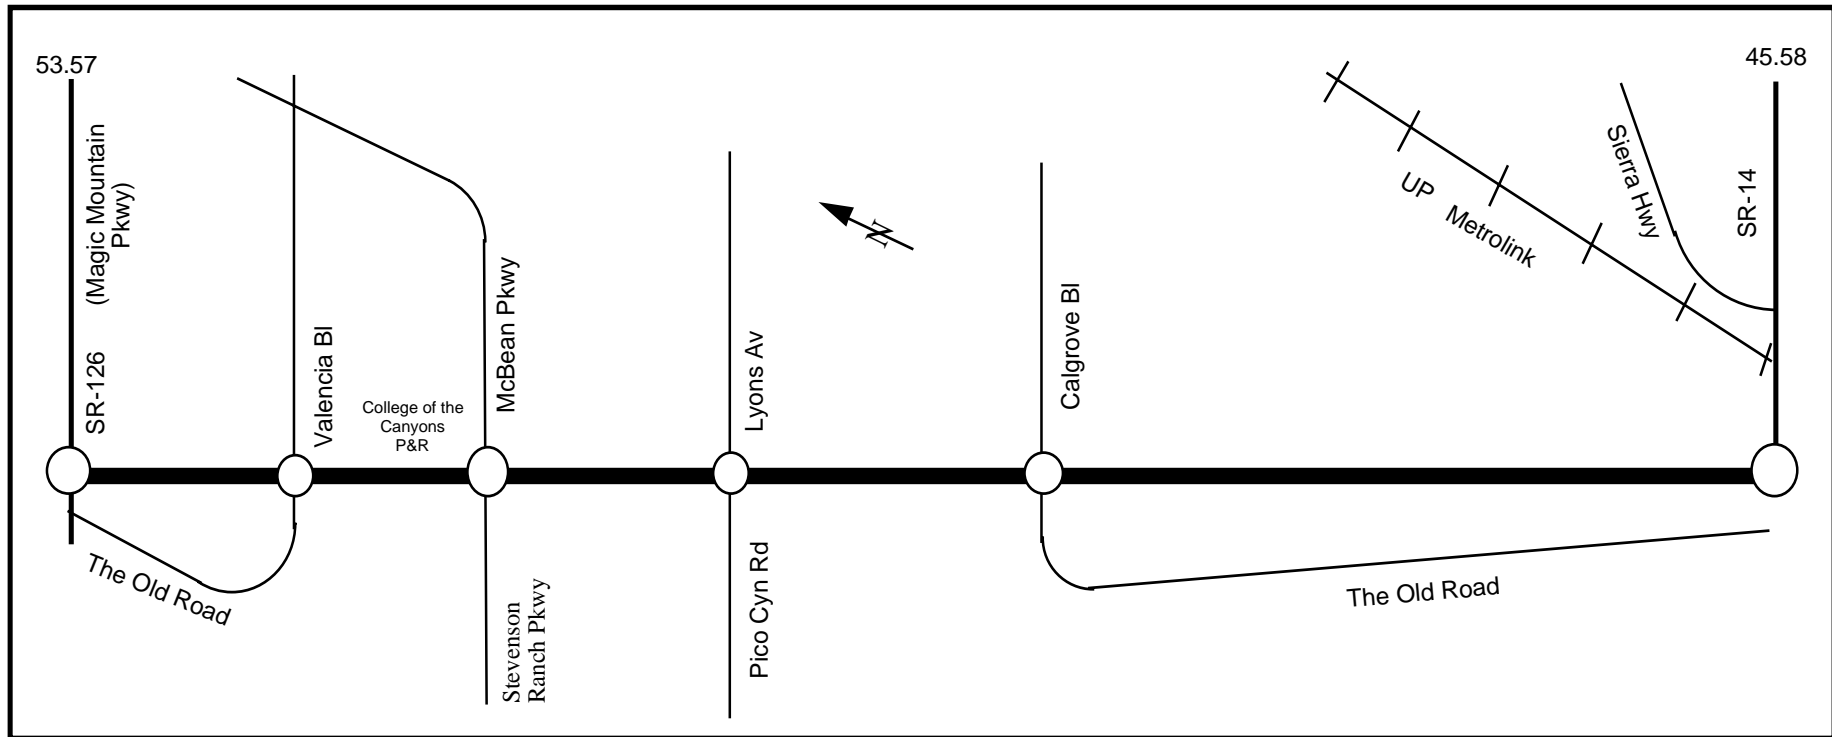 53.57
45.58
SR-126 (Magic Mountain
Pkwy)
Valencia Bl
College of the
Canyons
P&R
McBean Pkwy
Lyons Av
N
Calgrove Bl
UP Metrolink
Sierra Hwy
SR-14
The Old Road
Stevenson
Ranch Pkwy
Pico Cyn Rd
The Old Road